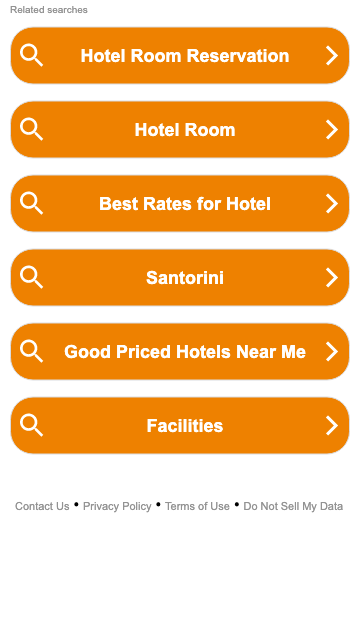 Related searches
Hotel Room Reservation
Hotel Room
Best Rates for Hotel
Santorini
Good Priced Hotels Near Me
Facilities
Contact Us • Privacy Policy • Terms of Use • Do Not Sell My Data